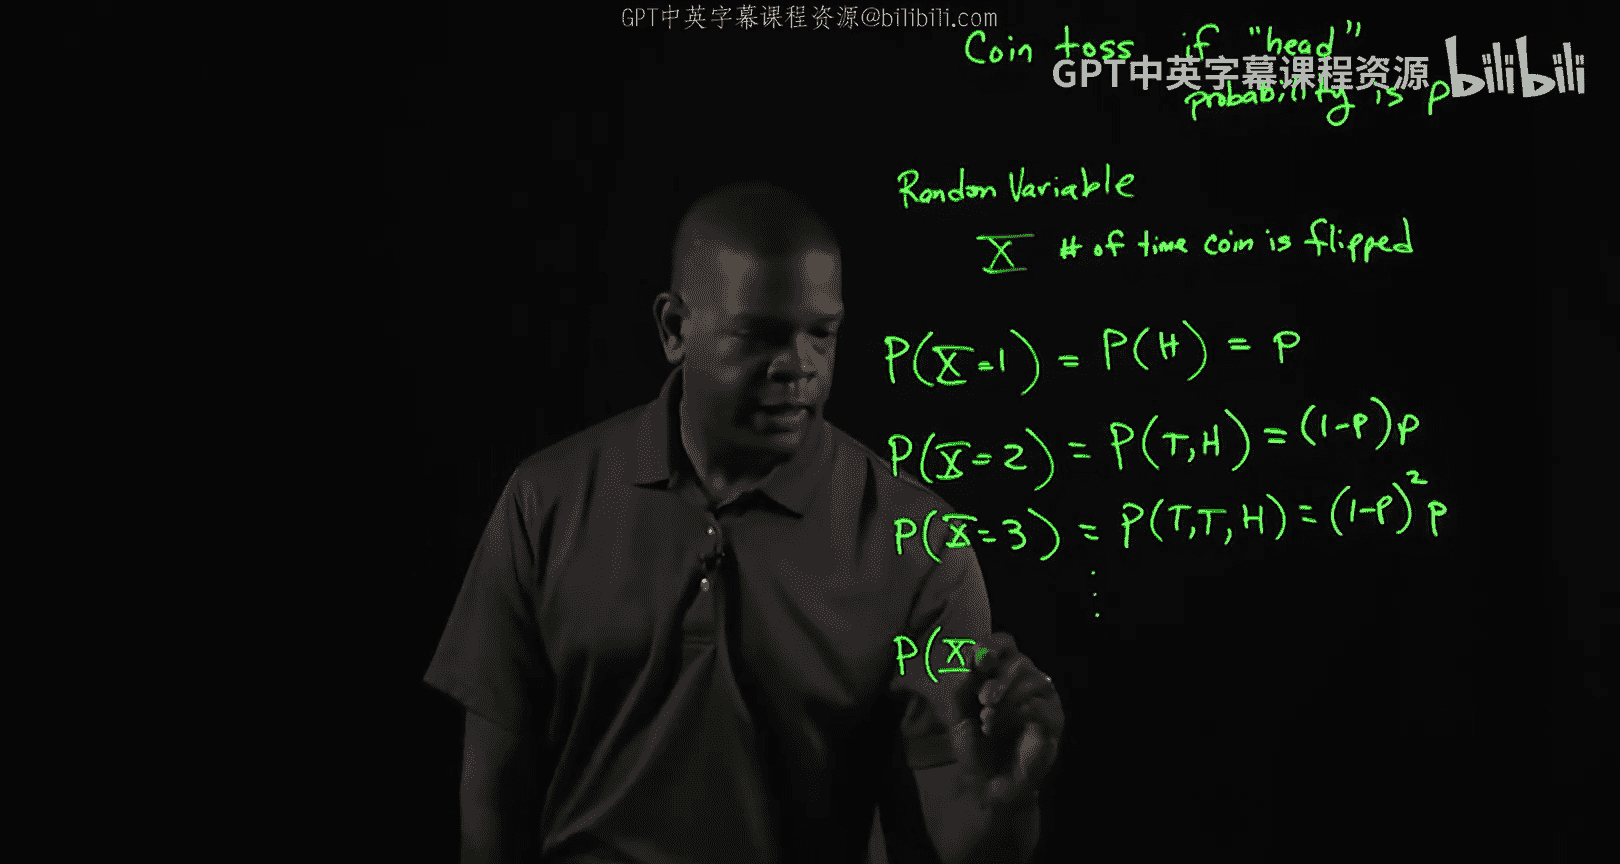 GPT中英字幕课程资源@bilibili.com
Coin toss if "head"
GPT中英字幕课程资源 bilibili
probability is p
Random Variable
X # of time coin is flipped
P(X=1) = P(H) = p
P(X=2) = P(T,H) = (1-p)p
P(X=3) = P(T,T,H) = (1-p)² p
⋮
P(X=